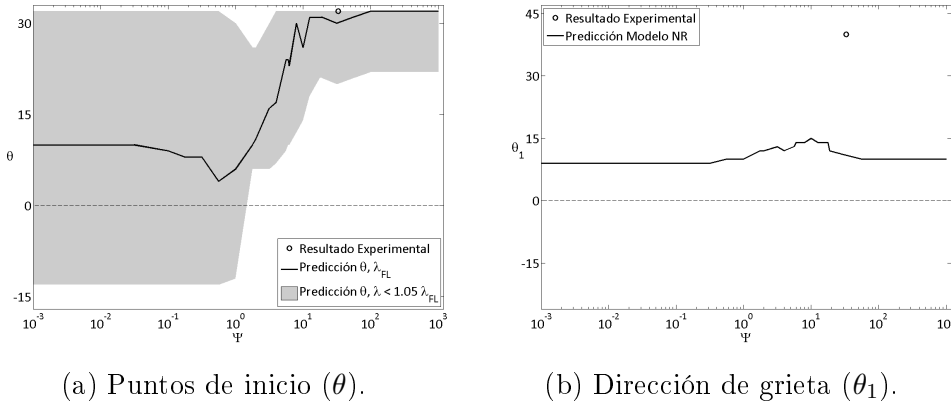 30
15
θ
0
-15
10^-3
10^-2
10^-1
10^0
10^1
10^2
10^3
Ψ
Resultado Experimental
Predicción θ, λ_FL
Predicción θ, λ < 1.05 λ_FL
(a) Puntos de inicio (θ).
45
30
15
θ_1
0
-15
10^-3
10^-2
10^-1
10^0
10^1
10^2
10^3
Ψ
Resultado Experimental
Predicción Modelo NR
(b) Dirección de grieta (θ_1).